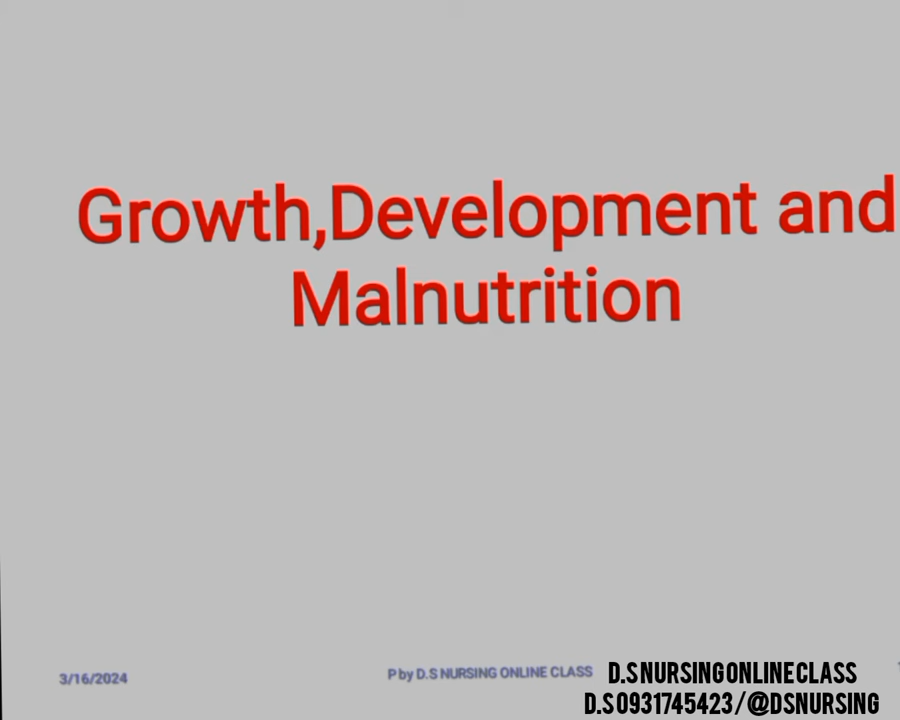 Growth,Development and
Malnutrition
3/16/2024
P by D.S NURSING ONLINE CLASS
D.S NURSING ONLINE CLASS
D.S 0931745423 / @DSNURSING